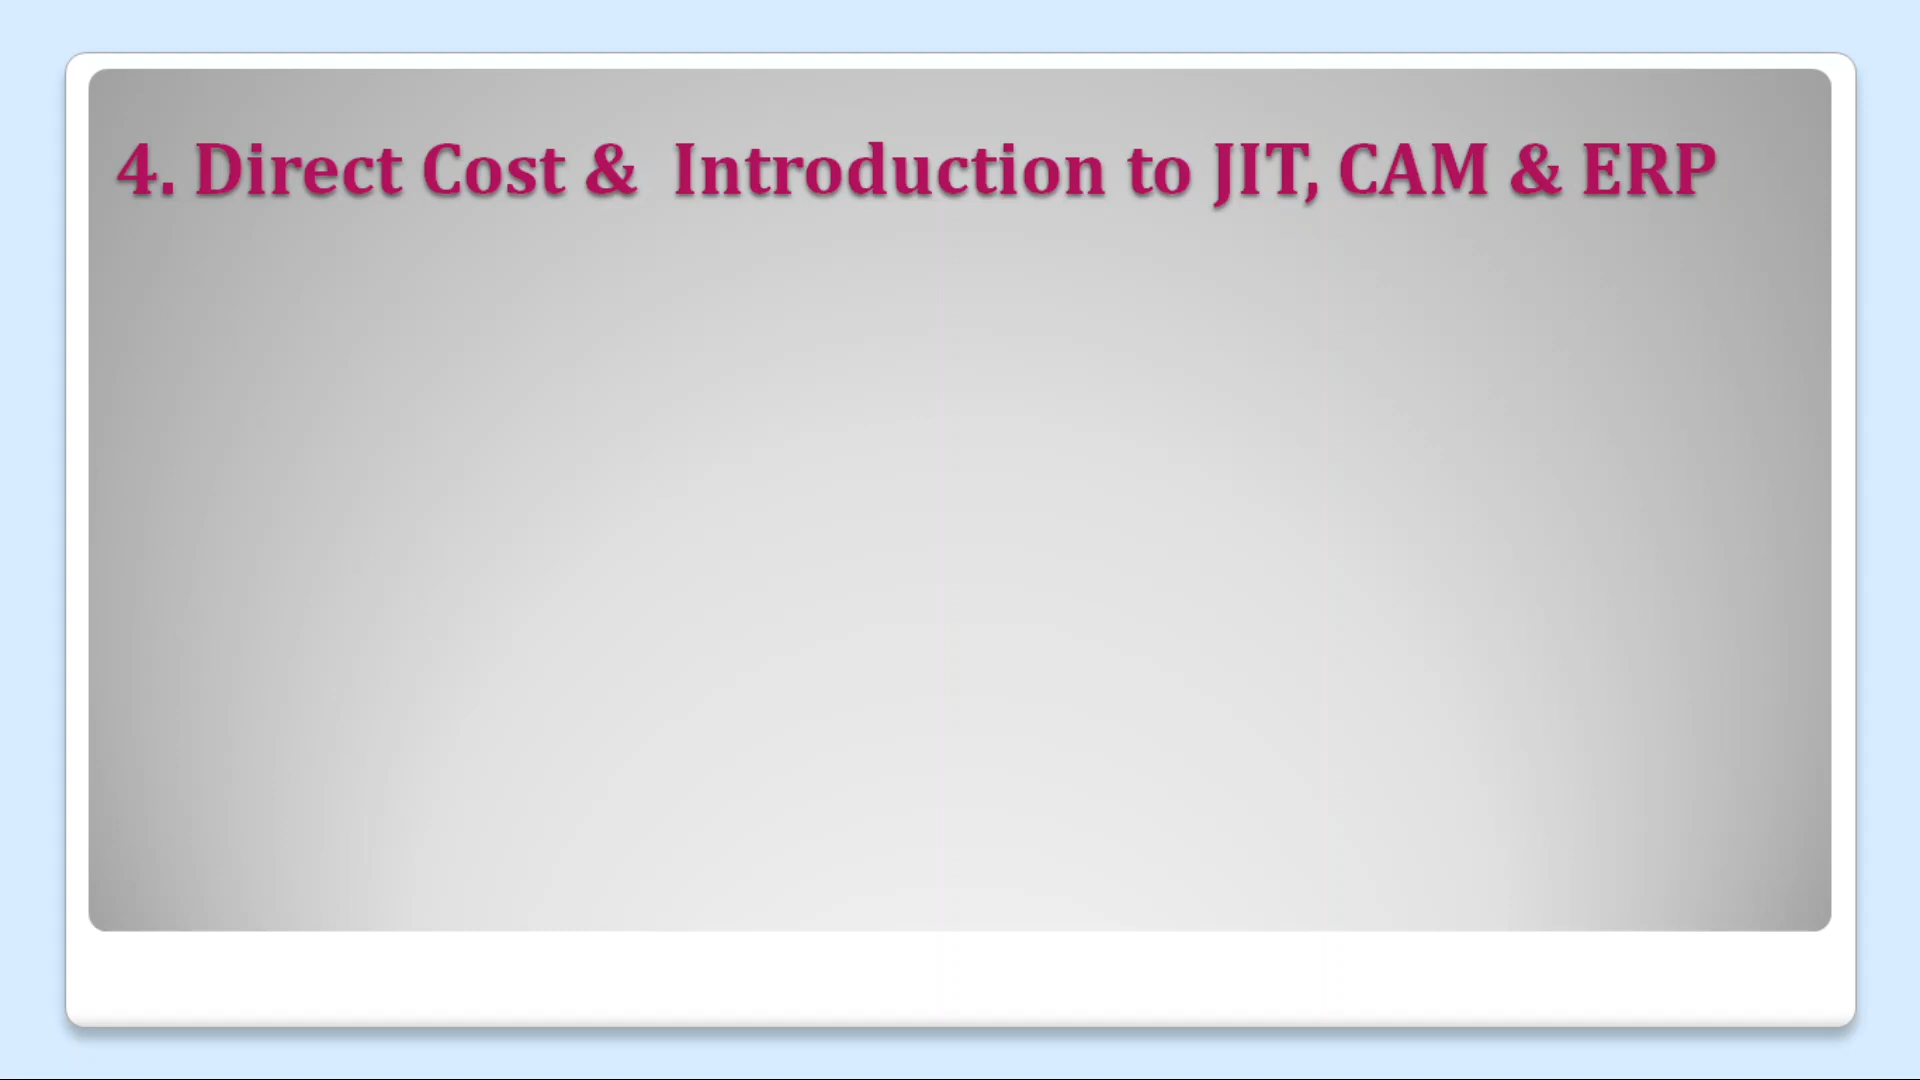 4. Direct Cost &  Introduction to JIT, CAM & ERP